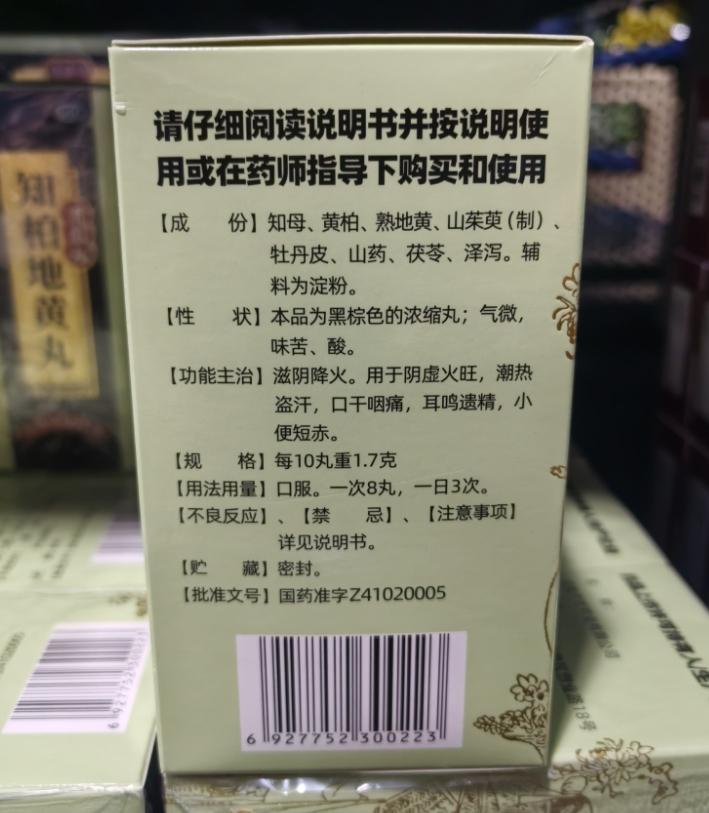 请仔细阅读说明书并按说明使
用或在药师指导下购买和使用
【成 份】知母、黄柏、熟地黄、山茱萸(制)、
牡丹皮、山药、茯苓、泽泻。辅
料为淀粉。
【性 状】本品为黑棕色的浓缩丸；气微，
味苦、酸。
【功能主治】滋阴降火。用于阴虚火旺，潮热
盗汗，口干咽痛，耳鸣遗精，小
便短赤。
【规 格】每10丸重1.7克
【用法用量】口服。一次8丸，一日3次。
【不良反应】、【禁 忌】、【注意事项】
详见说明书。
【贮 藏】密封。
【批准文号】国药准字Z41020005
6 927752 300223
知柏地黄丸
6 927752 300223
18号